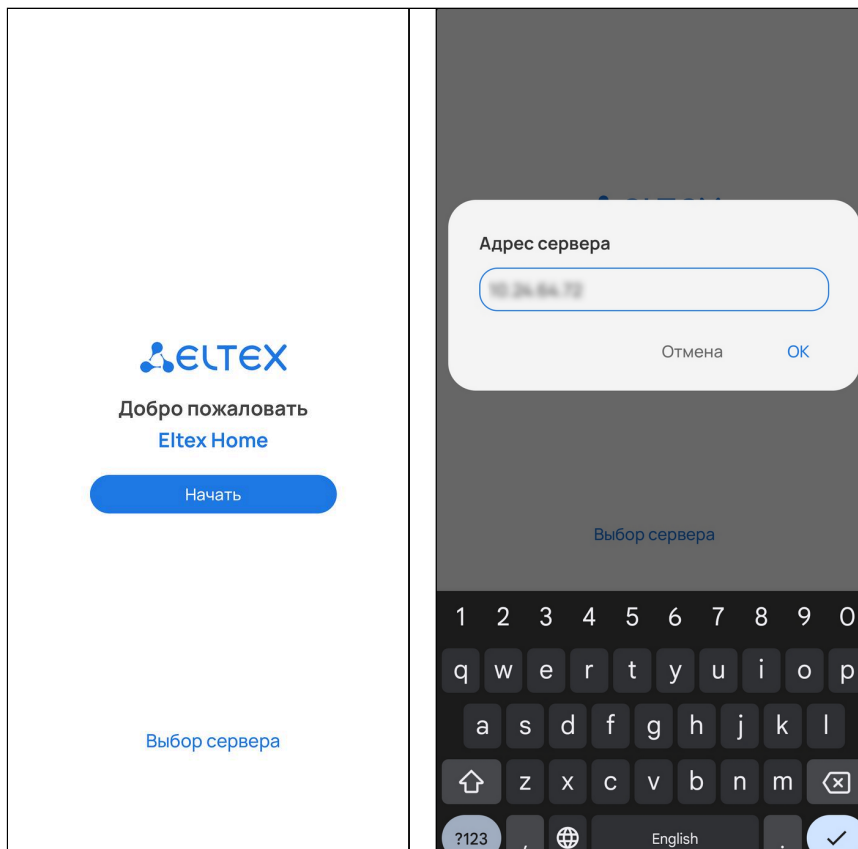 ELTEX
Добро пожаловать
Eltex Home
Начать
Выбор сервера
Адрес сервера
Отмена OK
Выбор сервера
1 2 3 4 5 6 7 8 9 0
q w e r t y u i o p
a s d f g h j k l
z x c v b n m
?123 , English .